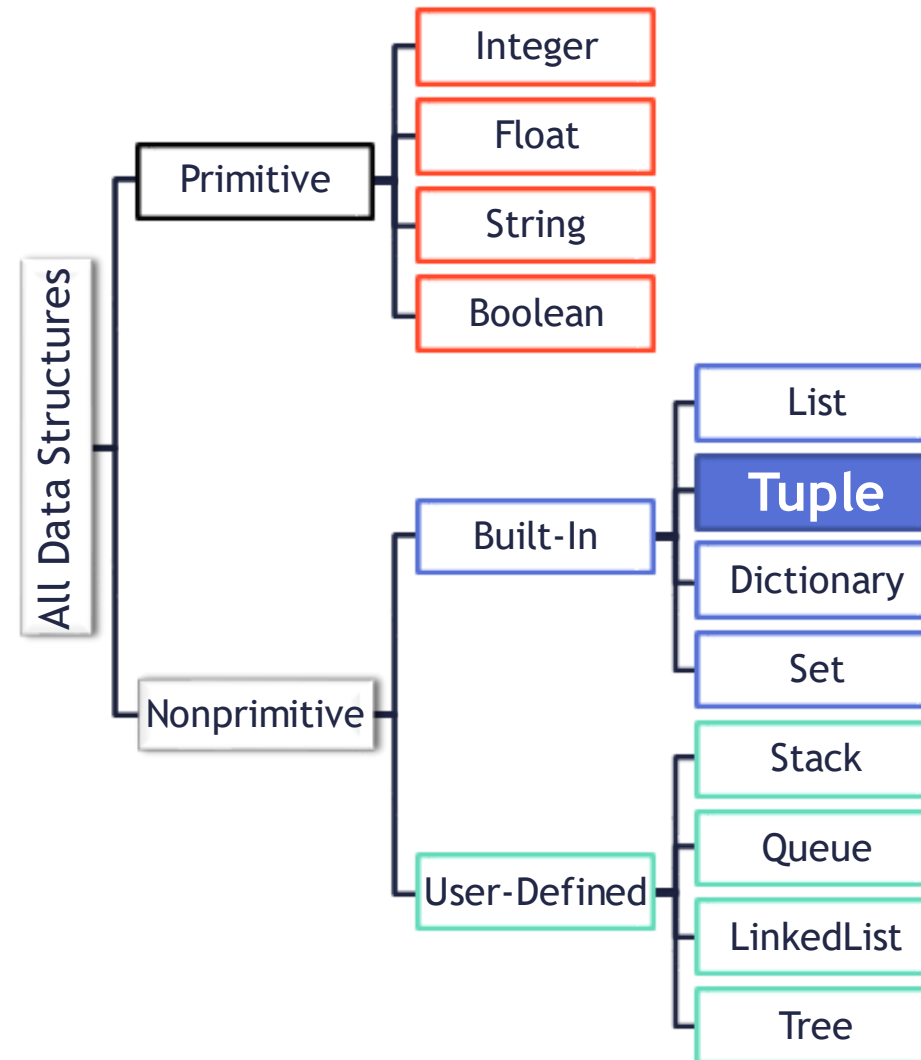 All Data Structures
Primitive
Integer
Float
String
Boolean
Nonprimitive
Built-In
List
Tuple
Dictionary
Set
User-Defined
Stack
Queue
LinkedList
Tree